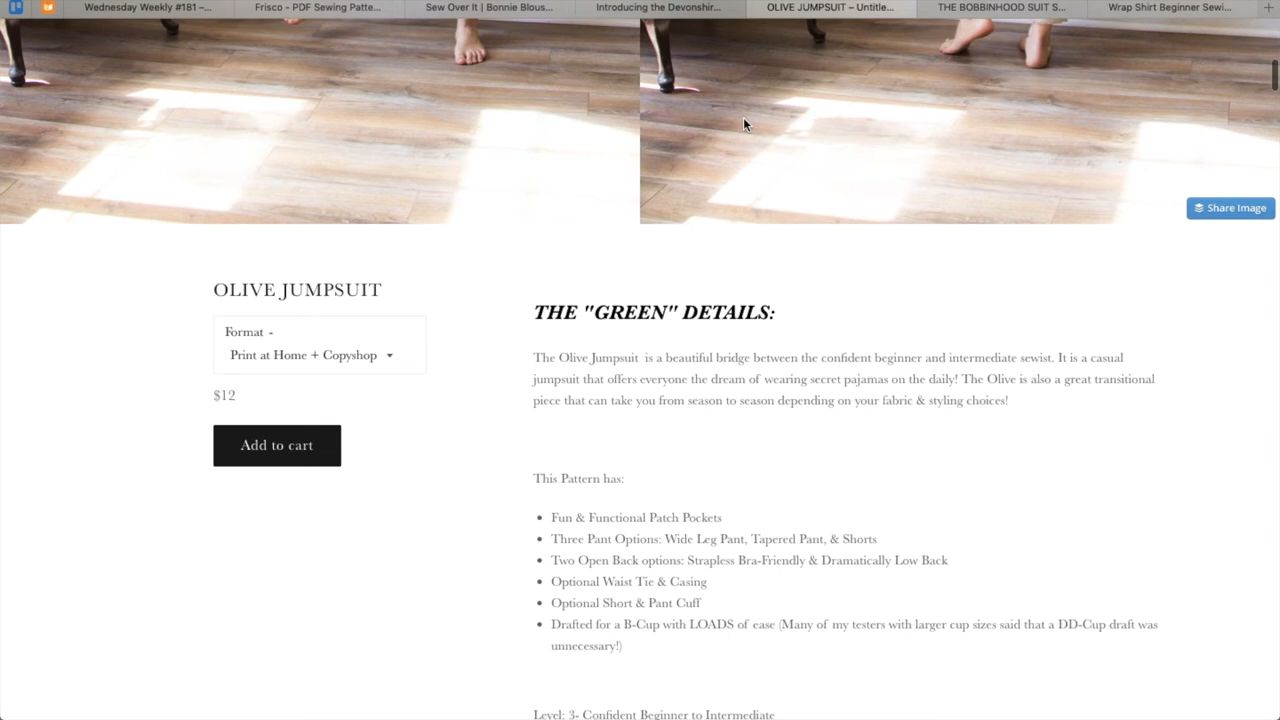 Wednesday Weekly #181 –...
Frisco - PDF Sewing Patte...
Sew Over It | Bonnie Blous...
Introducing the Devonshir...
OLIVE JUMPSUIT – Untitle...
THE BOBBINHOOD SUIT S...
Wrap Shirt Beginner Sewi...
Share Image
OLIVE JUMPSUIT
Format -
Print at Home + Copyshop
$12
Add to cart
THE "GREEN" DETAILS:
The Olive Jumpsuit is a beautiful bridge between the confident beginner and intermediate sewist. It is a casual
jumpsuit that offers everyone the dream of wearing secret pajamas on the daily! The Olive is also a great transitional
piece that can take you from season to season depending on your fabric & styling choices!
This Pattern has:
• Fun & Functional Patch Pockets
• Three Pant Options: Wide Leg Pant, Tapered Pant, & Shorts
• Two Open Back options: Strapless Bra-Friendly & Dramatically Low Back
• Optional Waist Tie & Casing
• Optional Short & Pant Cuff
• Drafted for a B-Cup with LOADS of ease (Many of my testers with larger cup sizes said that a DD-Cup draft was
unnecessary!)
Level: 3- Confident Beginner to Intermediate